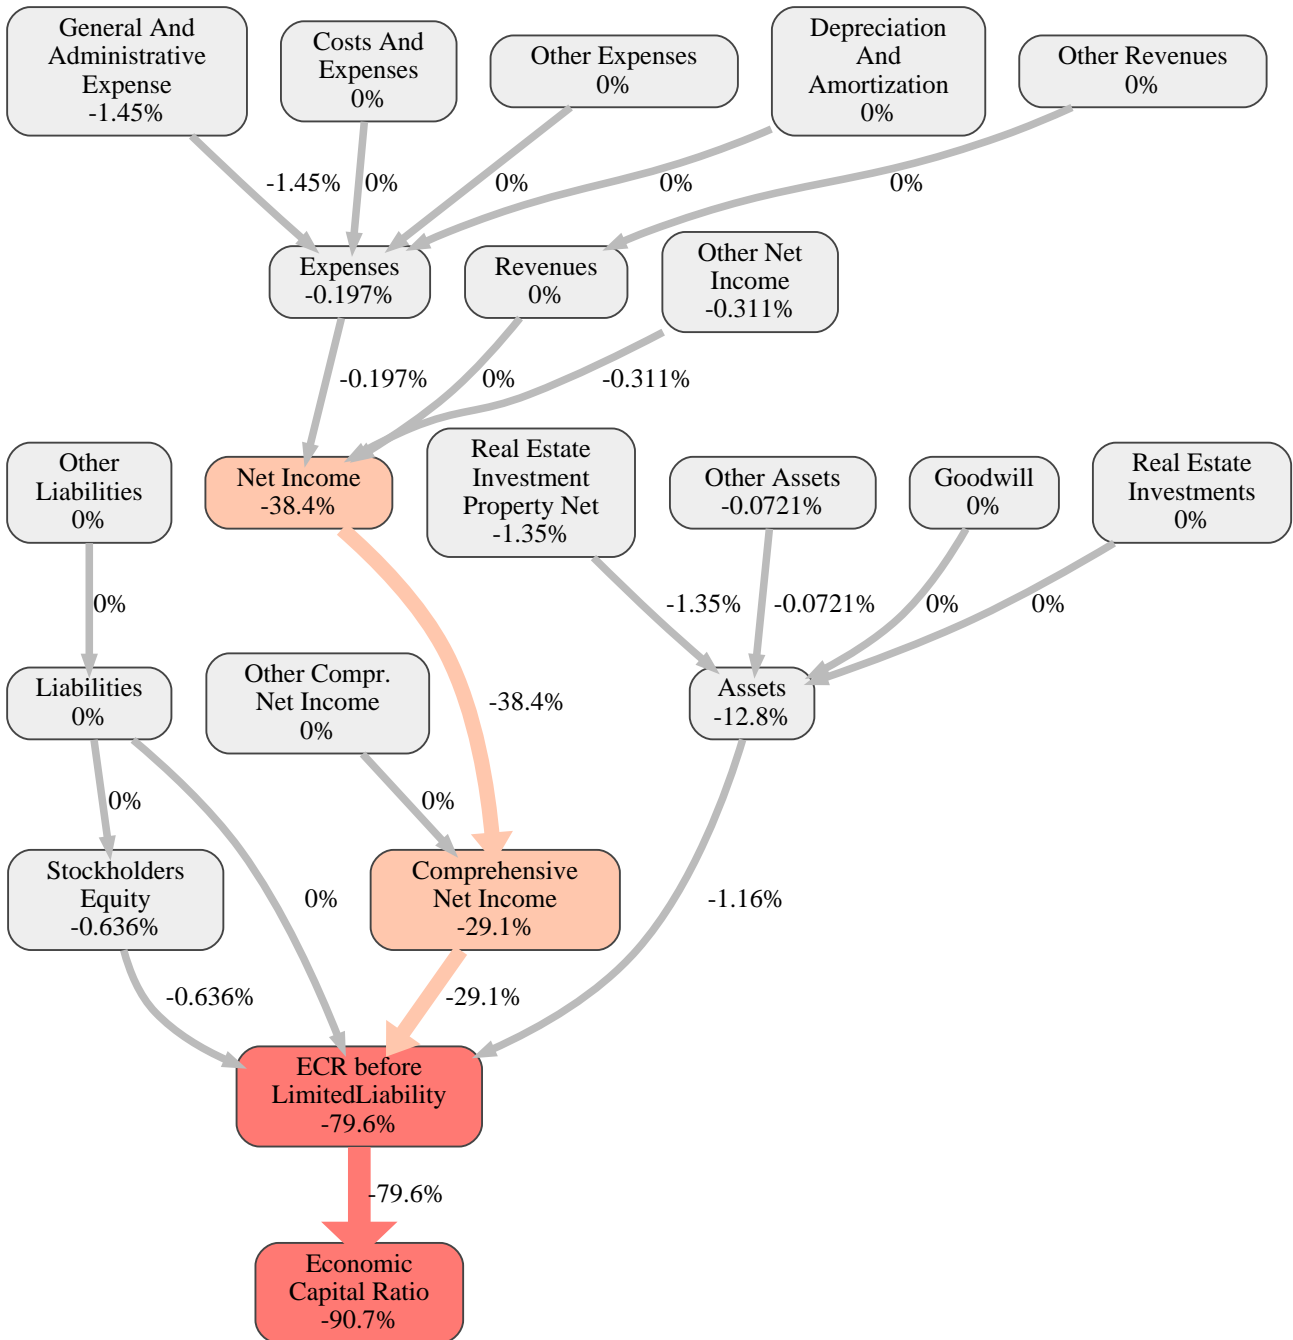 General And
Administrative
Expense
-1.45%
Costs And
Expenses
0%
Other Expenses
0%
Depreciation
And
Amortization
0%
Other Revenues
0%
-1.45%
0%
0%
0%
0%
Expenses
-0.197%
Revenues
0%
Other Net
Income
-0.311%
-0.197%
0%
-0.311%
Other
Liabilities
0%
Net Income
-38.4%
Real Estate
Investment
Property Net
-1.35%
Other Assets
-0.0721%
Goodwill
0%
Real Estate
Investments
0%
0%
-1.35%
-0.0721%
0%
0%
Liabilities
0%
Other Compr.
Net Income
0%
-38.4%
Assets
-12.8%
0%
0%
Stockholders
Equity
-0.636%
0%
Comprehensive
Net Income
-29.1%
-1.16%
-0.636%
-29.1%
ECR before
LimitedLiability
-79.6%
-79.6%
Economic
Capital Ratio
-90.7%